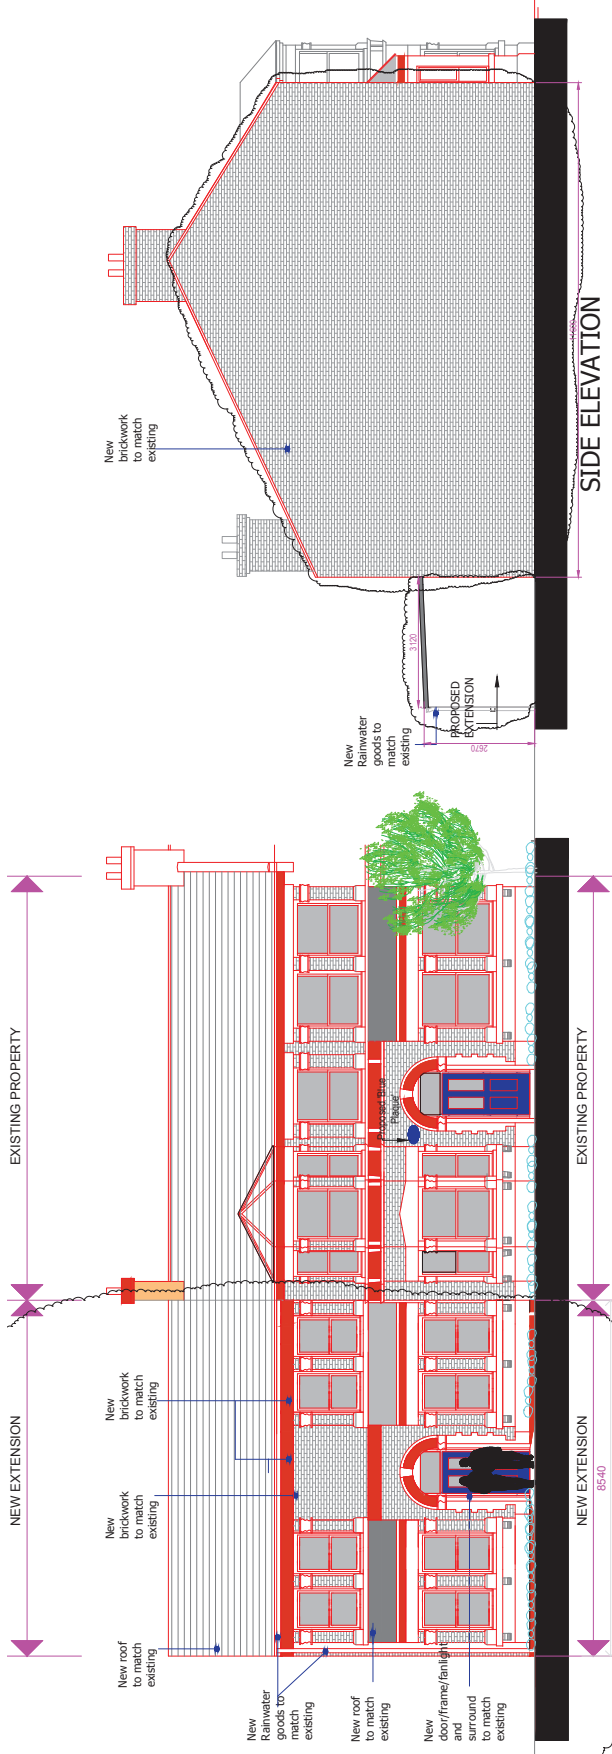 NEW EXTENSION
EXISTING PROPERTY
New roof
to match
existing
New
brickwork
to match
existing
New
brickwork
to match
existing
New
Rainwater
goods to
match
existing
New roof
to match
existing
New
door/frame/fanlight
and
surround
to match
existing
Proposed 'Blue
Plaque'
NEW EXTENSION
8540
EXISTING PROPERTY
New
brickwork
to match
existing
New
Rainwater
goods to
match
existing
3120
PROPOSED
EXTENSION
2670
SIDE ELEVATION